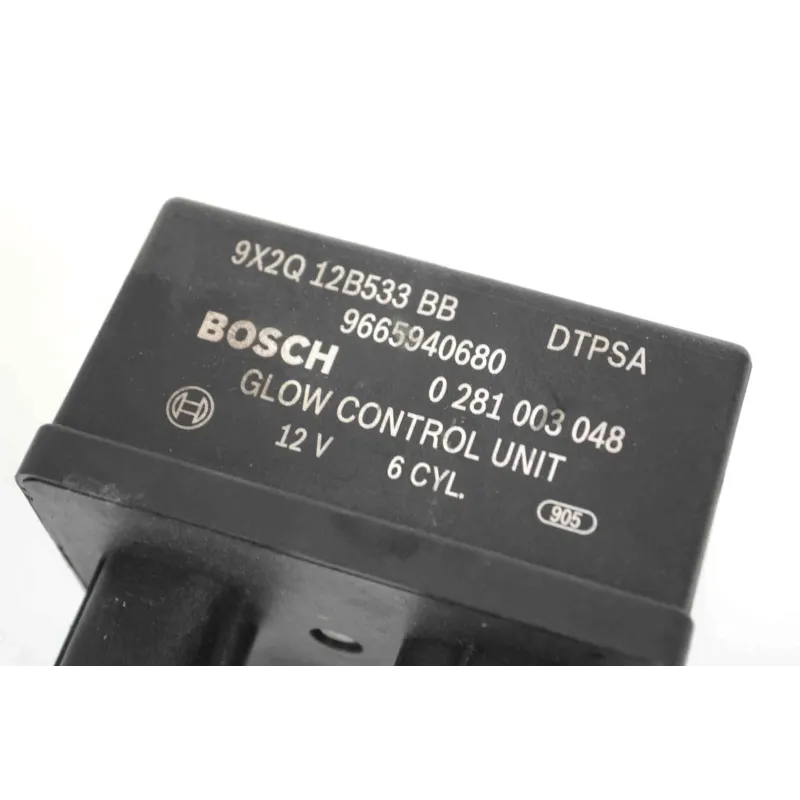 9X2Q 12B533 BB
9665940680 DTPSA
BOSCH 0 281 003 048
GLOW CONTROL UNIT
12 V 6 CYL.
905